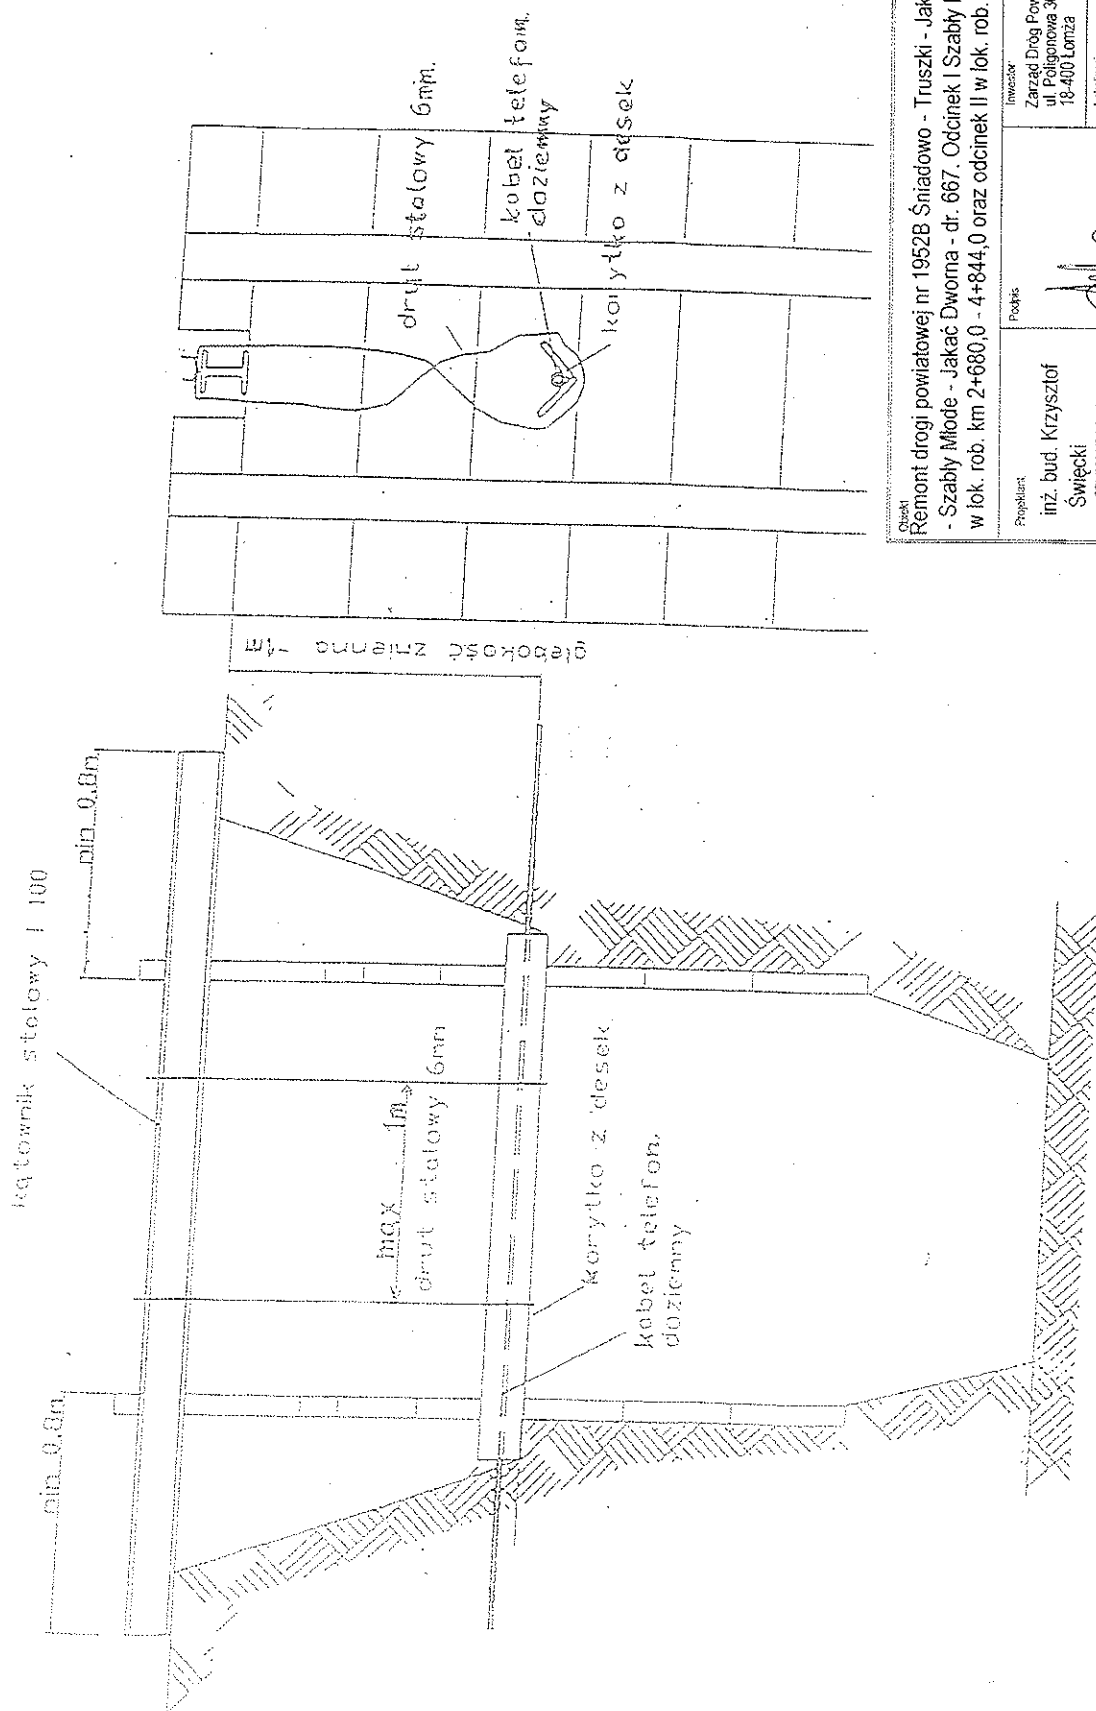 kątownik stalowy I 100
min 0.8m
min 0.8m
max 1m
drut stalowy 6mm
korytko z desek
kabel telefon.
doziemny
głębokość zmienna ~1m
drut stalowy 6mm.
kabel telefom.
doziemny
korytko z desek
Obiekt
Remont drogi powiatowej nr 1952B Śniadowo - Truszki - Jak
- Szabły Młode - Jakać Dworna - dr. 667. Odcinek I Szabły
w lok. rob. km 2+680,0 - 4+844,0 oraz odcinek II w lok. rob.
Projektant
inż. bud. Krzysztof
Święcki
Podpis
Inwestor:
Zarząd Dróg Pow
ul. Poligonowa 30
18-400 Łomża